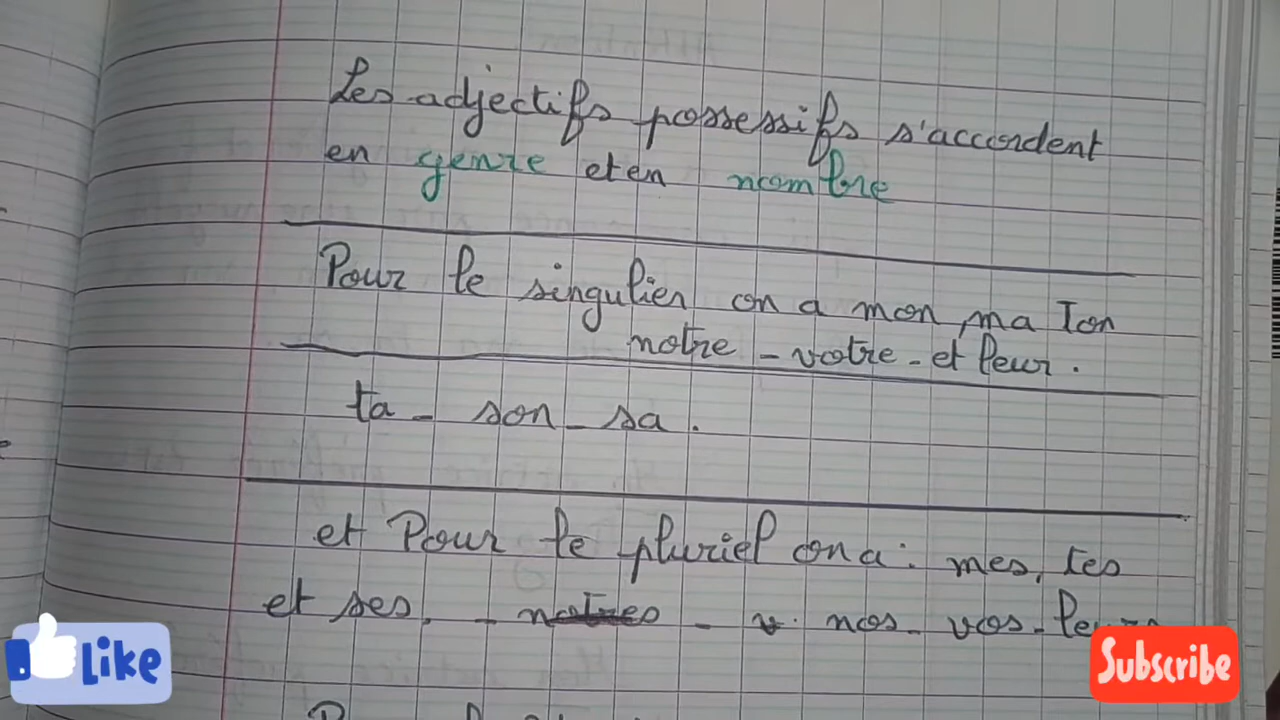 Les adjectifs possessifs s'accordent
en genre et en nombre
Pour le singulier on a mon, ma Ton
notre - votre - et leur.
ta - son - sa.
et Pour le pluriel on a : mes, tes
et ses, - notres - v. nos - vos - leurs
Like
Subscribe